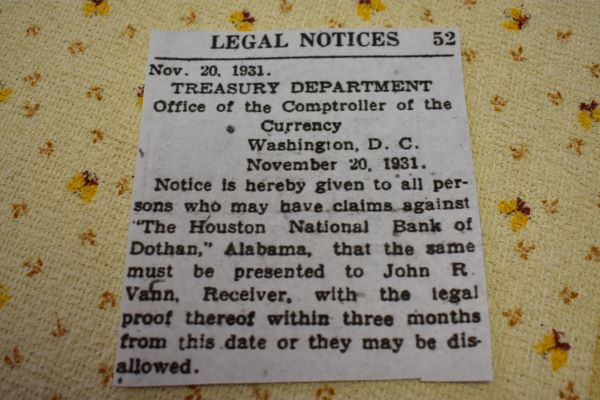 LEGAL NOTICES 52
Nov. 20, 1931.
TREASURY DEPARTMENT
Office of the Comptroller of the
Currency
Washington, D. C.
November 20, 1931.
Notice is hereby given to all per-
sons who may have claims against
"The Houston National Bank of
Dothan," Alabama, that the same
must be presented to John R.
Vann, Receiver, with the legal
proof thereof within three months
from this date or they may be dis-
allowed.